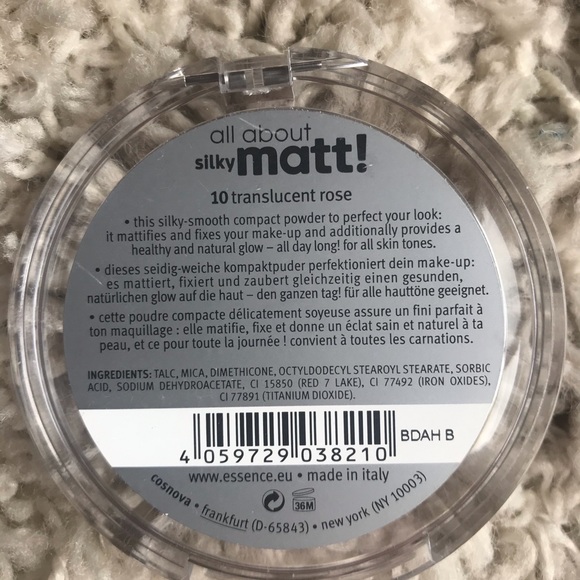 all about
silky matt!
10 translucent rose
• this silky-smooth compact powder to perfect your look:
it mattifies and fixes your make-up and additionally provides a
healthy and natural glow – all day long! for all skin tones.
• dieses seidig-weiche kompaktpuder perfektioniert dein make-up:
es mattiert, fixiert und zaubert gleichzeitig einen gesunden,
natürlichen glow auf die haut – den ganzen tag! für alle hauttöne geeignet.
• cette poudre compacte délicatement soyeuse assure un fini parfait à
ton maquillage : elle matifie, fixe et donne un éclat sain et naturel à ta
peau, et ce pour toute la journée ! convient à toutes les carnations.
INGREDIENTS: TALC, MICA, DIMETHICONE, OCTYLDODECYL STEAROYL STEARATE, SORBIC
ACID, SODIUM DEHYDROACETATE, CI 15850 (RED 7 LAKE), CI 77492 (IRON OXIDES),
CI 77891 (TITANIUM DIOXIDE).
4 059729 038210
BDAH B
www.essence.eu • made in italy
36M
cosnova • frankfurt (D-65843) • new york (NY 10003)